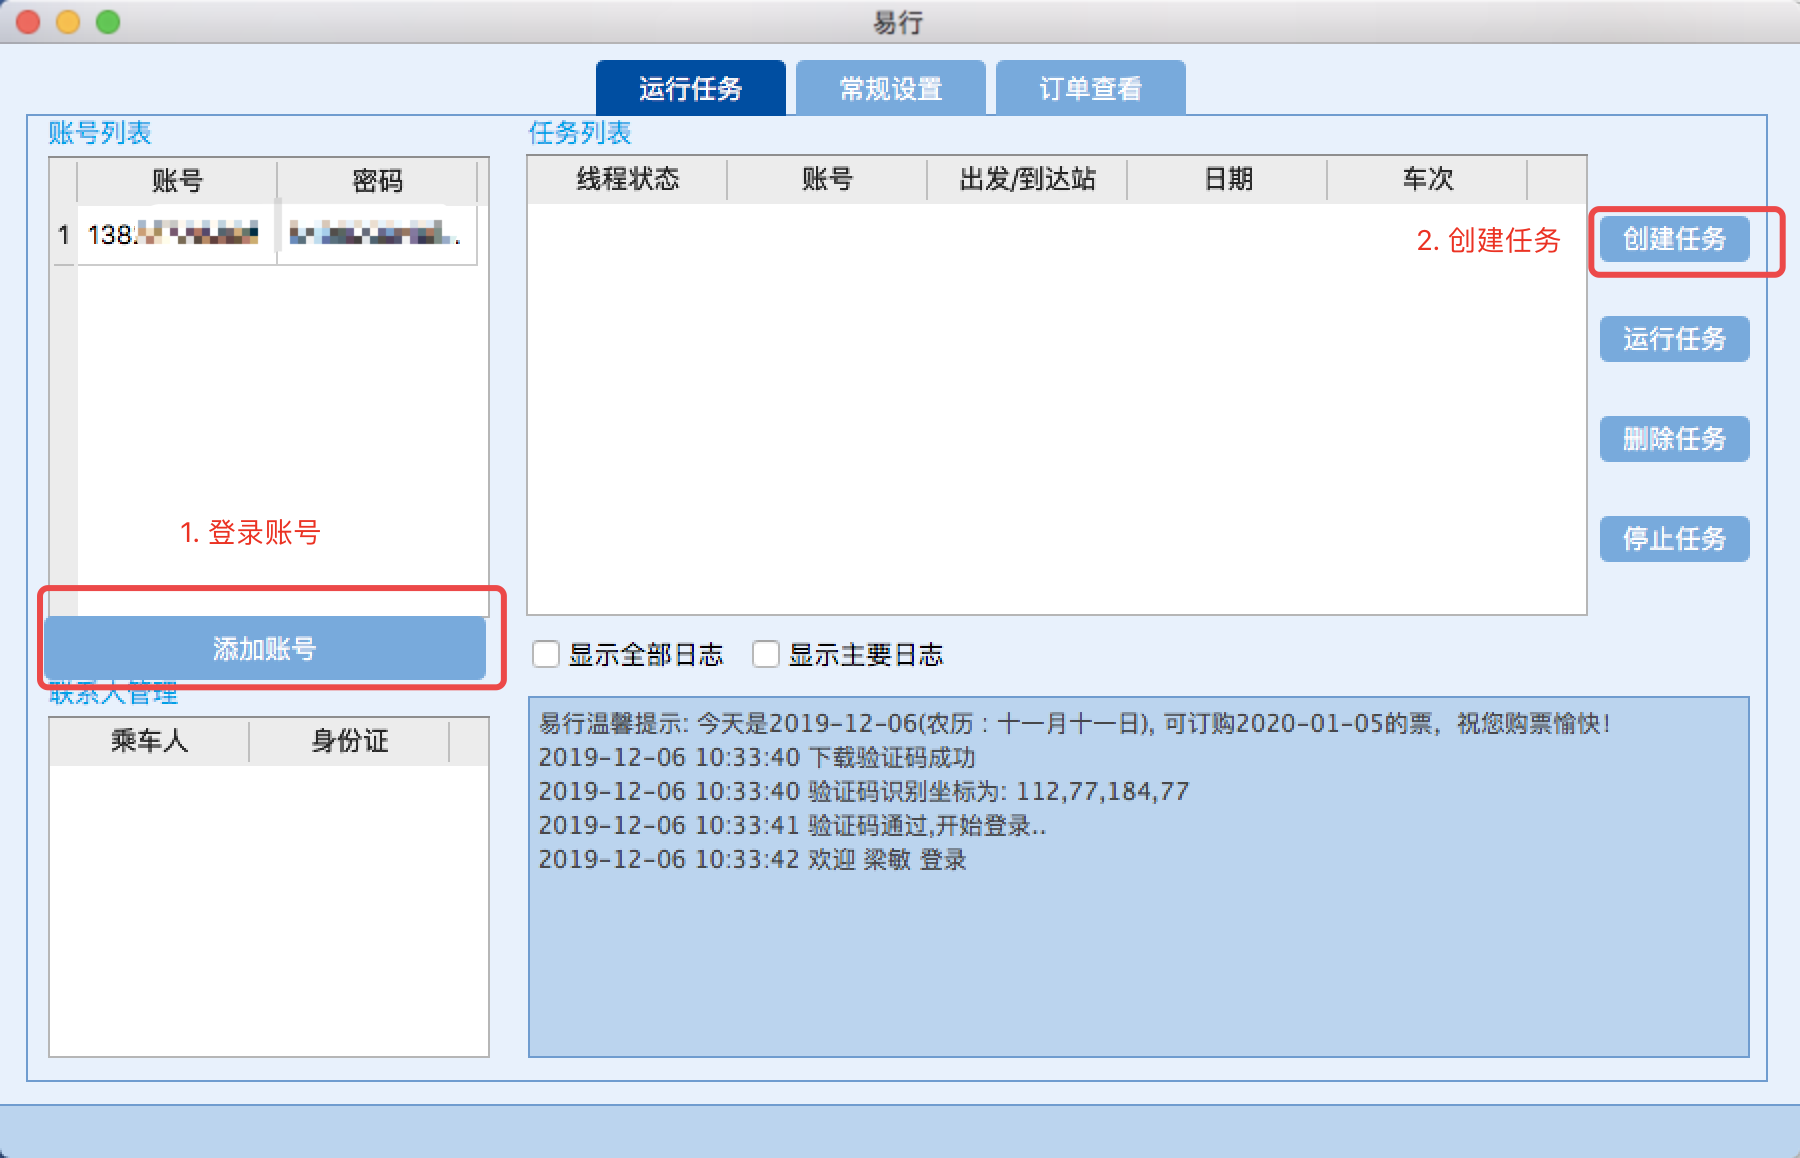 易行
运行任务 常规设置 订单查看
账号列表
账号 密码
1 138
1. 登录账号
添加账号
联系人管理
乘车人 身份证
任务列表
线程状态 账号 出发/到达站 日期 车次
2. 创建任务
创建任务
运行任务
删除任务
停止任务
显示全部日志 显示主要日志
易行温馨提示: 今天是2019-12-06(农历：十一月十一日), 可订购2020-01-05的票，祝您购票愉快!
2019-12-06 10:33:40 下载验证码成功
2019-12-06 10:33:40 验证码识别坐标为: 112,77,184,77
2019-12-06 10:33:41 验证码通过,开始登录..
2019-12-06 10:33:42 欢迎 梁敏 登录